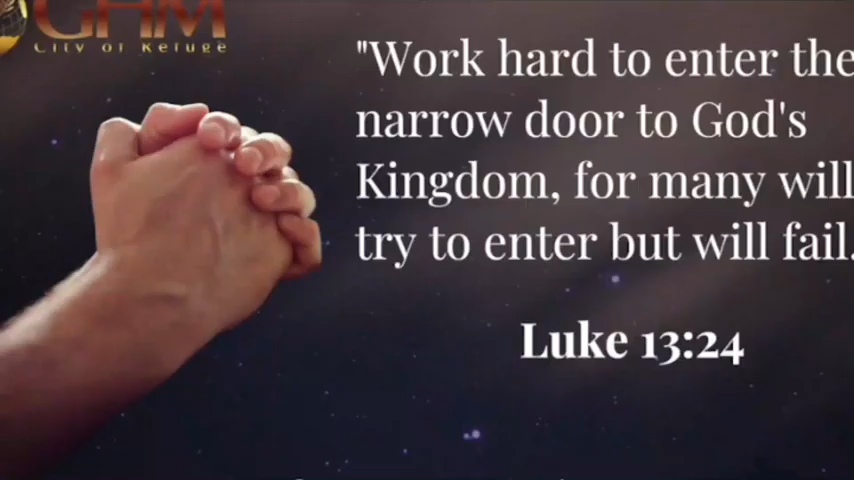 GHM
City of Refuge
"Work hard to enter the
narrow door to God's
Kingdom, for many will
try to enter but will fail.
Luke 13:24